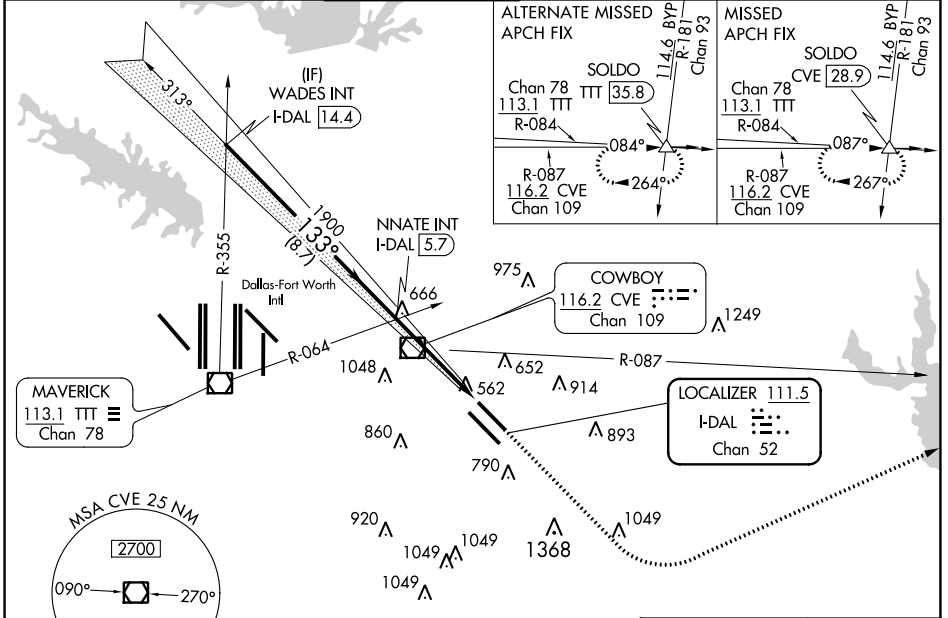 ALTERNATE MISSED
APCH FIX
SOLDO
TTT 35.8
Chan 78
113.1 TTT
R-084
084°
264°
R-087
116.2 CVE
Chan 109
114.6 BYP
R-181
Chan 93
MISSED
APCH FIX
SOLDO
CVE 28.9
Chan 78
113.1 TTT
R-084
087°
267°
R-087
116.2 CVE
Chan 109
114.6 BYP
R-181
Chan 93
313°
(IF)
WADES INT
I-DAL 14.4
1900
133°
(8.7)
R-355
NNATE INT
I-DAL 5.7
Dallas-Fort Worth
Intl
666
975
COWBOY
116.2 CVE
Chan 109
1249
R-064
R-087
MAVERICK
113.1 TTT
Chan 78
1048
652
562
914
LOCALIZER 111.5
I-DAL
Chan 52
860
893
790
MSA CVE 25 NM
2700
090°
270°
920
1049
1049
1049
1368
1049